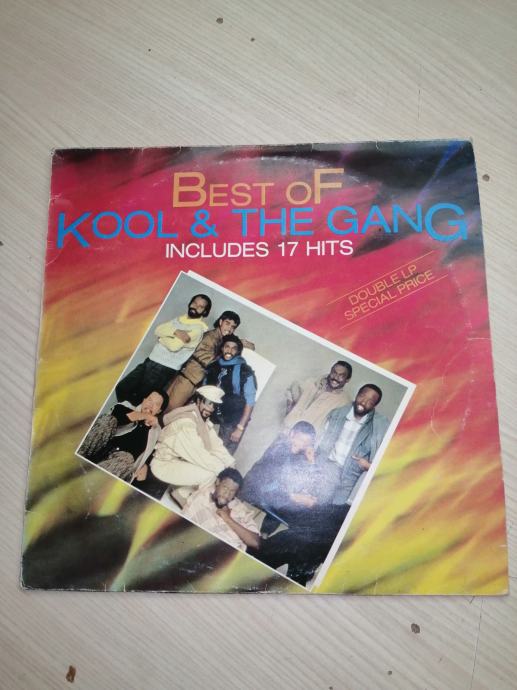 BEST OF
KOOL & THE GANG
INCLUDES 17 HITS
DOUBLE LP
SPECIAL PRICE